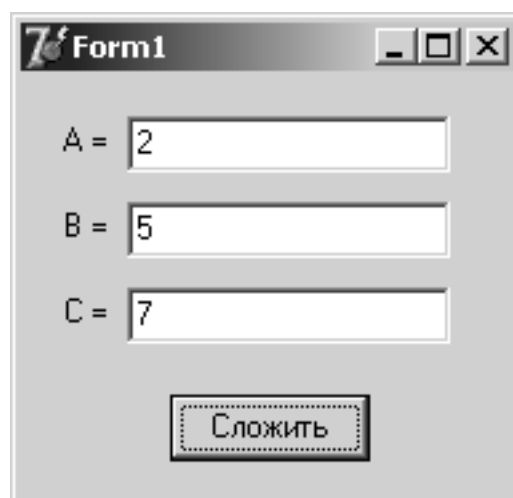 Form1
A = 2
B = 5
C = 7
Сложить